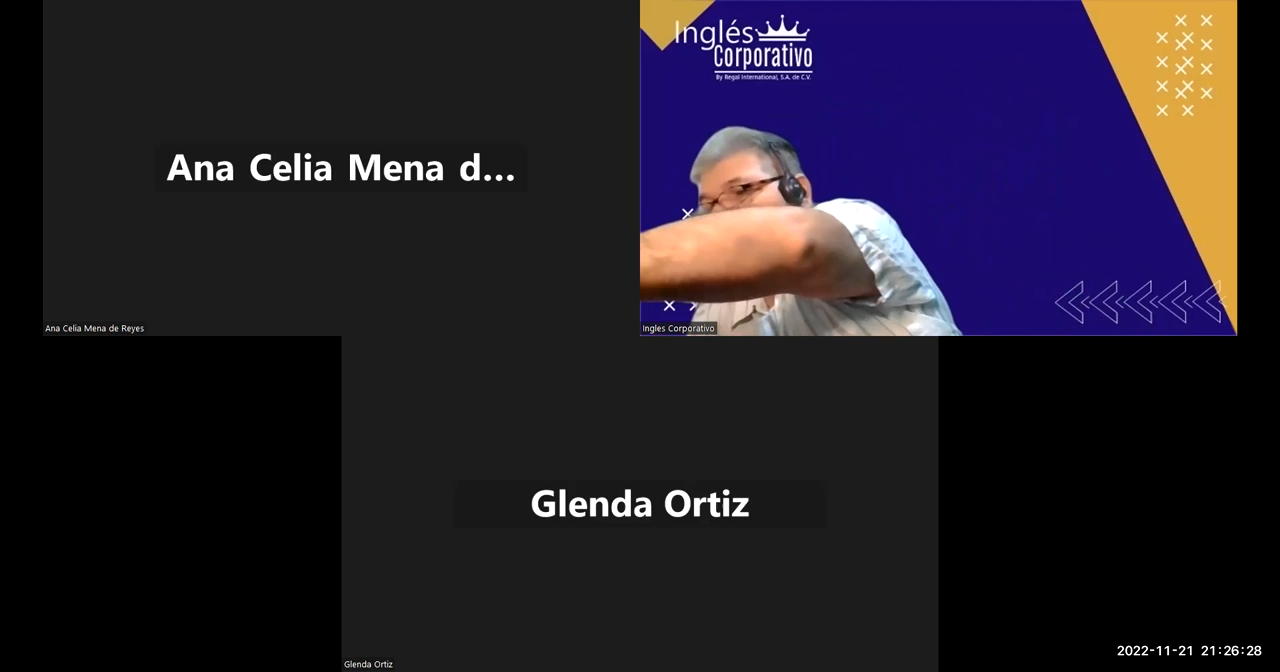 Ana Celia Mena d...
Ana Celia Mena de Reyes
Inglés
Corporativo
By Regal International, S.A. de C.V.
Ingles Corporativo
Glenda Ortiz
Glenda Ortiz
2022-11-21 21:26:28